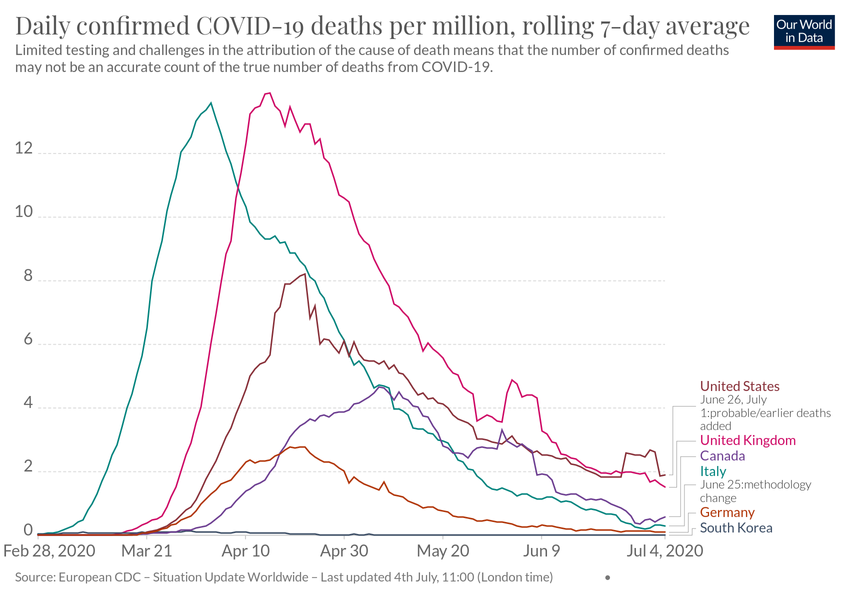 Daily confirmed COVID-19 deaths per million, rolling 7-day average
Our World
in Data
Limited testing and challenges in the attribution of the cause of death means that the number of confirmed deaths
may not be an accurate count of the true number of deaths from COVID-19.
12
10
8
6
4
2
0
United States
June 26, July
1:probable/earlier deaths
added
United Kingdom
Canada
Italy
June 25:methodology
change
Germany
South Korea
Feb 28, 2020 Mar 21 Apr 10 Apr 30 May 20 Jun 9 Jul 4, 2020
Source: European CDC – Situation Update Worldwide – Last updated 4th July, 11:00 (London time) •